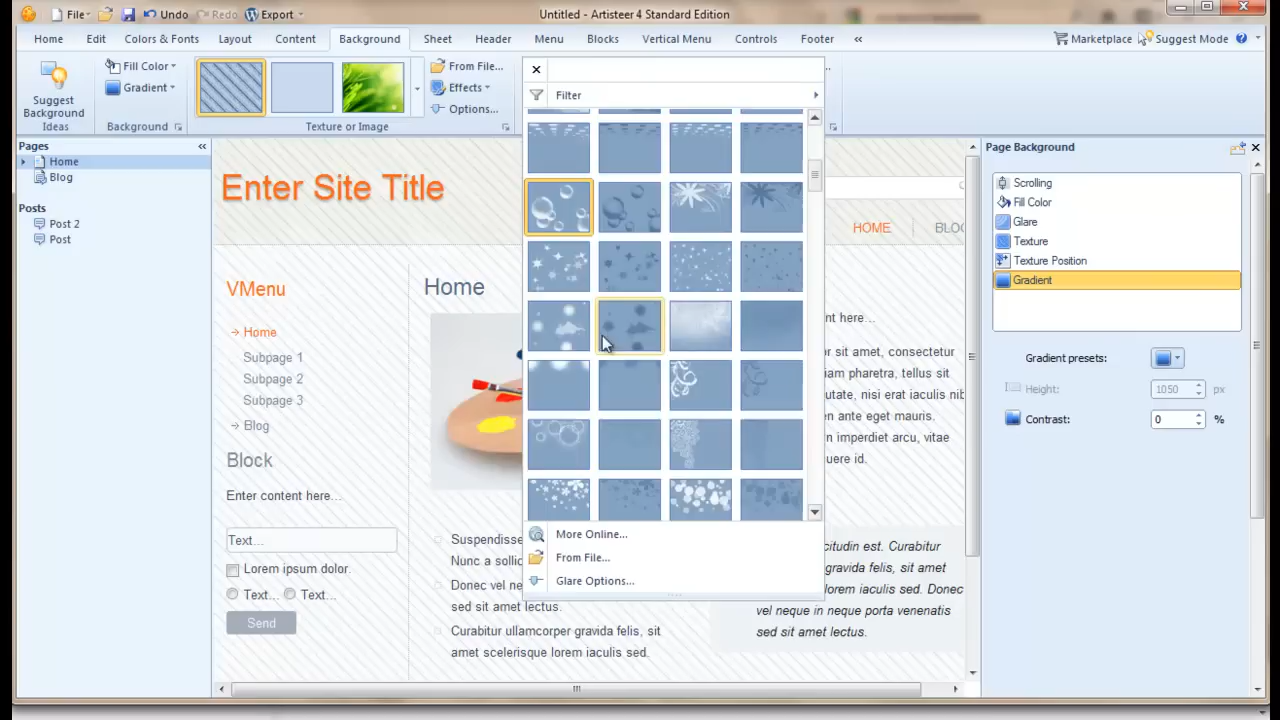 File
Undo
Redo
Export
Untitled - Artisteer 4 Standard Edition
Home
Edit
Colors & Fonts
Layout
Content
Background
Sheet
Header
Menu
Blocks
Vertical Menu
Controls
Footer
Marketplace
Suggest Mode
Suggest
Background
Ideas
Fill Color
Gradient
Background
From File...
Effects
Options...
Texture or Image
Filter
Pages
Home
Blog
Posts
Post 2
Post
Enter Site Title
HOME
BLOG
VMenu
Home
Subpage 1
Subpage 2
Subpage 3
Blog
Block
Enter content here...
Text...
Lorem ipsum dolor.
Text...
Text...
Send
Home
Suspendisse
Nunc a sollic
Donec vel ne
sed sit amet lectus.
Curabitur ullamcorper gravida felis, sit
amet scelerisque lorem iaculis sed.
nt here...
r sit amet, consectetur
iam pharetra, tellus sit
utate, nisi erat iaculis nib
en ante eget mauris.
n imperdiet arcu, vitae
ueire id.
citudin est. Curabitur
gravida felis, sit amet
e lorem iaculis sed. Donec
vel neque in neque porta venenatis
sed sit amet lectus.
More Online...
From File...
Glare Options...
Page Background
Scrolling
Fill Color
Glare
Texture
Texture Position
Gradient
Gradient presets:
Height:
1050
px
Contrast:
0
%